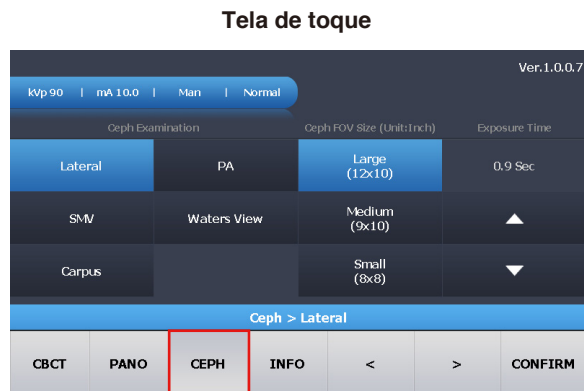 Tela de toque
Ver.1.0.0.7
kVp 90 | mA 10.0 | Man | Normal
Ceph Examination Ceph FOV Size (Unit:Inch) Exposure Time
Lateral PA Large (12x10) 0.9 Sec
SMV Waters View Medium (9x10)
Carpus Small (8x8)
Ceph > Lateral
CBCT PANO CEPH INFO < > CONFIRM